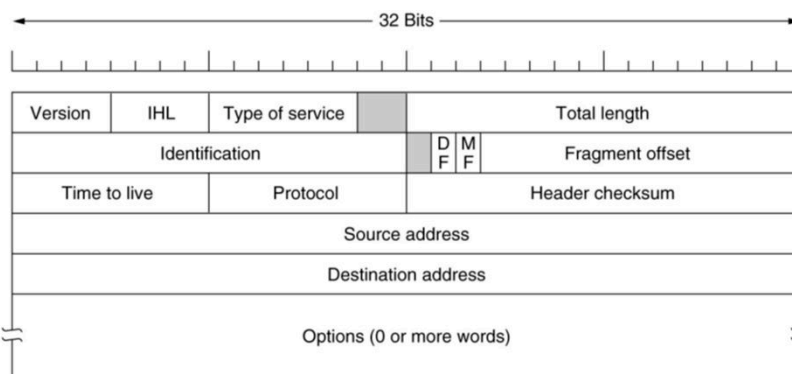 32 Bits
Version IHL Type of service Total length
Identification D F M F Fragment offset
Time to live Protocol Header checksum
Source address
Destination address
Options (0 or more words)